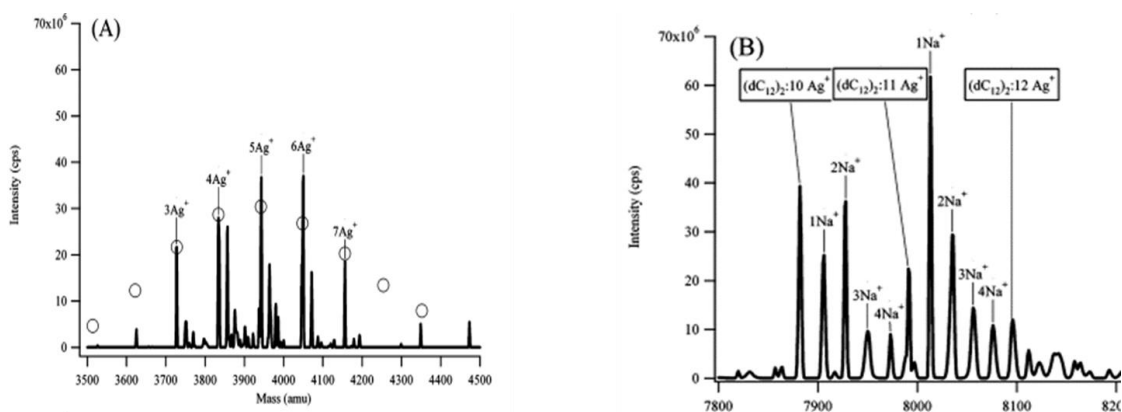 (A)
70x10⁶
60
50
40
30
20
10
0
Intensity (cps)
3Ag⁺
4Ag⁺
5Ag⁺
6Ag⁺
7Ag⁺
3500 3600 3700 3800 3900 4000 4100 4200 4300 4400 4500
Mass (amu)
(B)
70x10⁶
60
50
40
30
20
10
0
Intensity (cps)
(dC₁₂)₂:10 Ag⁺
(dC₁₂)₂:11 Ag⁺
(dC₁₂)₂:12 Ag⁺
1Na⁺
2Na⁺
3Na⁺
4Na⁺
1Na⁺
2Na⁺
3Na⁺
4Na⁺
7800 7900 8000 8100